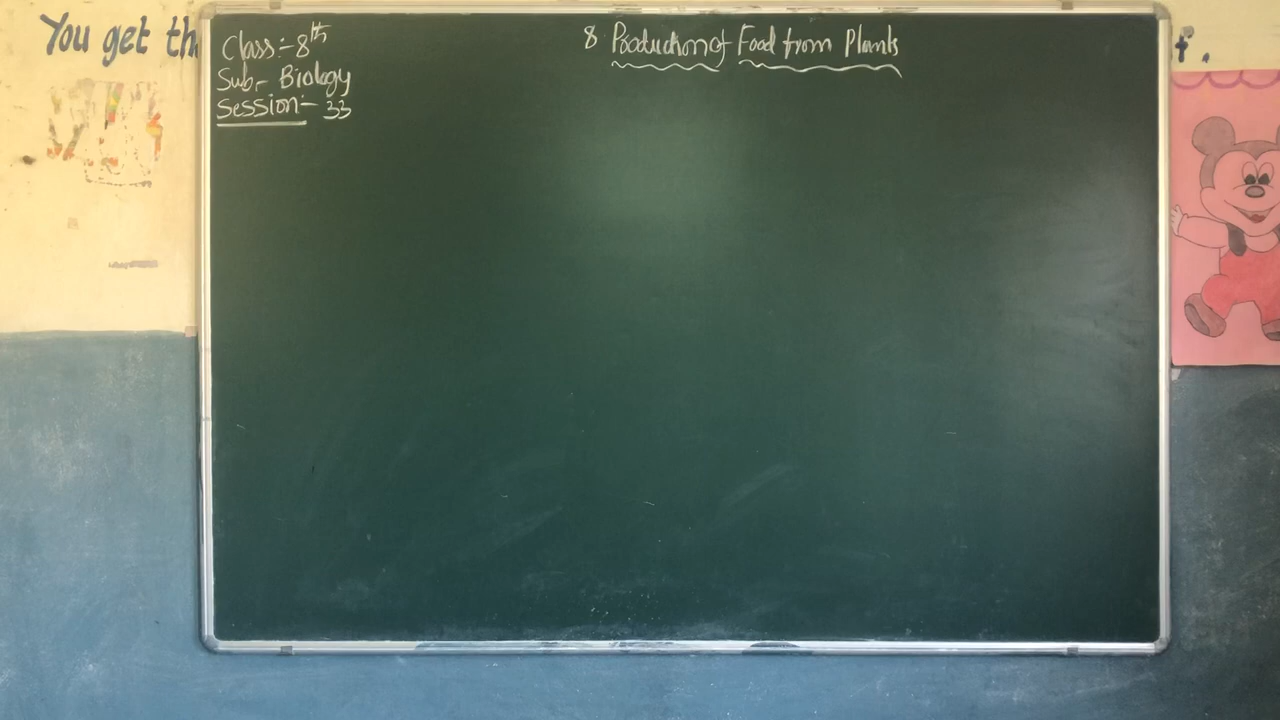 You get th
f.
Class:- 8th
Sub:- Biology
Session:- 33
8 Production of Food from Plants